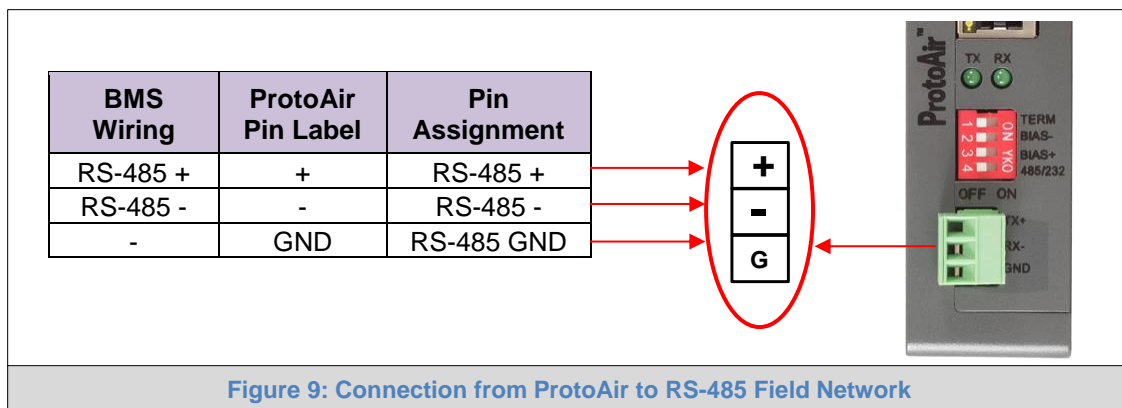 BMS Wiring
ProtoAir Pin Label
Pin Assignment
RS-485 + + RS-485 +
RS-485 - - RS-485 -
- GND RS-485 GND
+
-
G
ProtoAir™
TX RX
1 2 3 4
ON YKO
TERM
BIAS-
BIAS+
485/232
OFF ON
TX+
RX-
GND
Figure 9: Connection from ProtoAir to RS-485 Field Network